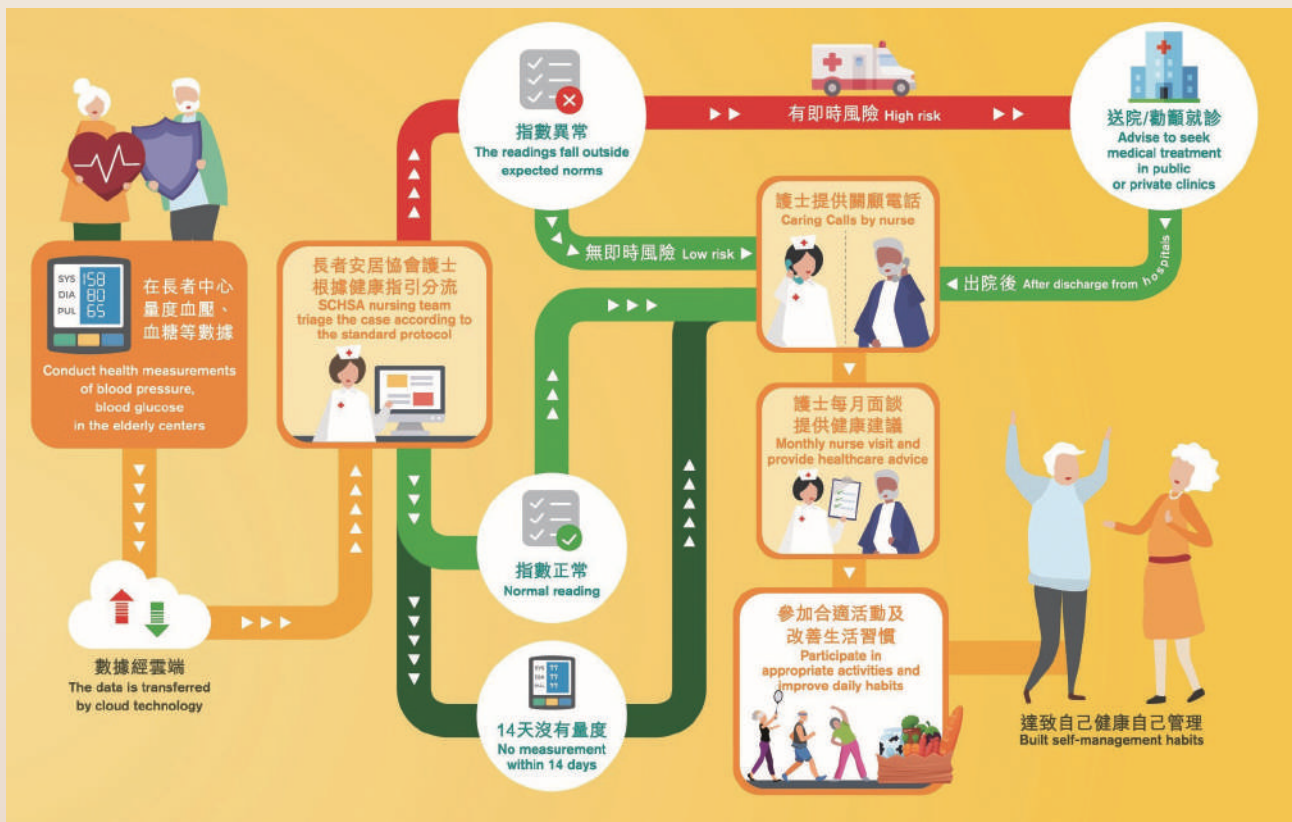 SYS 158
DIA 80
PUL 65
在長者中心
量度血壓、
血糖等數據
Conduct health measurements
of blood pressure,
blood glucose
in the elderly centers
數據經雲端
The data is transferred
by cloud technology
長者安居協會護士
根據健康指引分流
SCHSA nursing team
triage the case according to
the standard protocol
指數異常
The readings fall outside
expected norms
有即時風險 High risk
送院/勸籲就診
Advise to seek
medical treatment
in public
or private clinics
無即時風險 Low risk
出院後 After discharge from hospitals
指數正常
Normal reading
SYS ??
DIA ??
PUL ??
14天沒有量度
No measurement
within 14 days
護士提供關顧電話
Caring Calls by nurse
護士每月面談
提供健康建議
Monthly nurse visit and
provide healthcare advice
參加合適活動及
改善生活習慣
Participate in
appropriate activities and
improve daily habits
達致自己健康自己管理
Built self-management habits